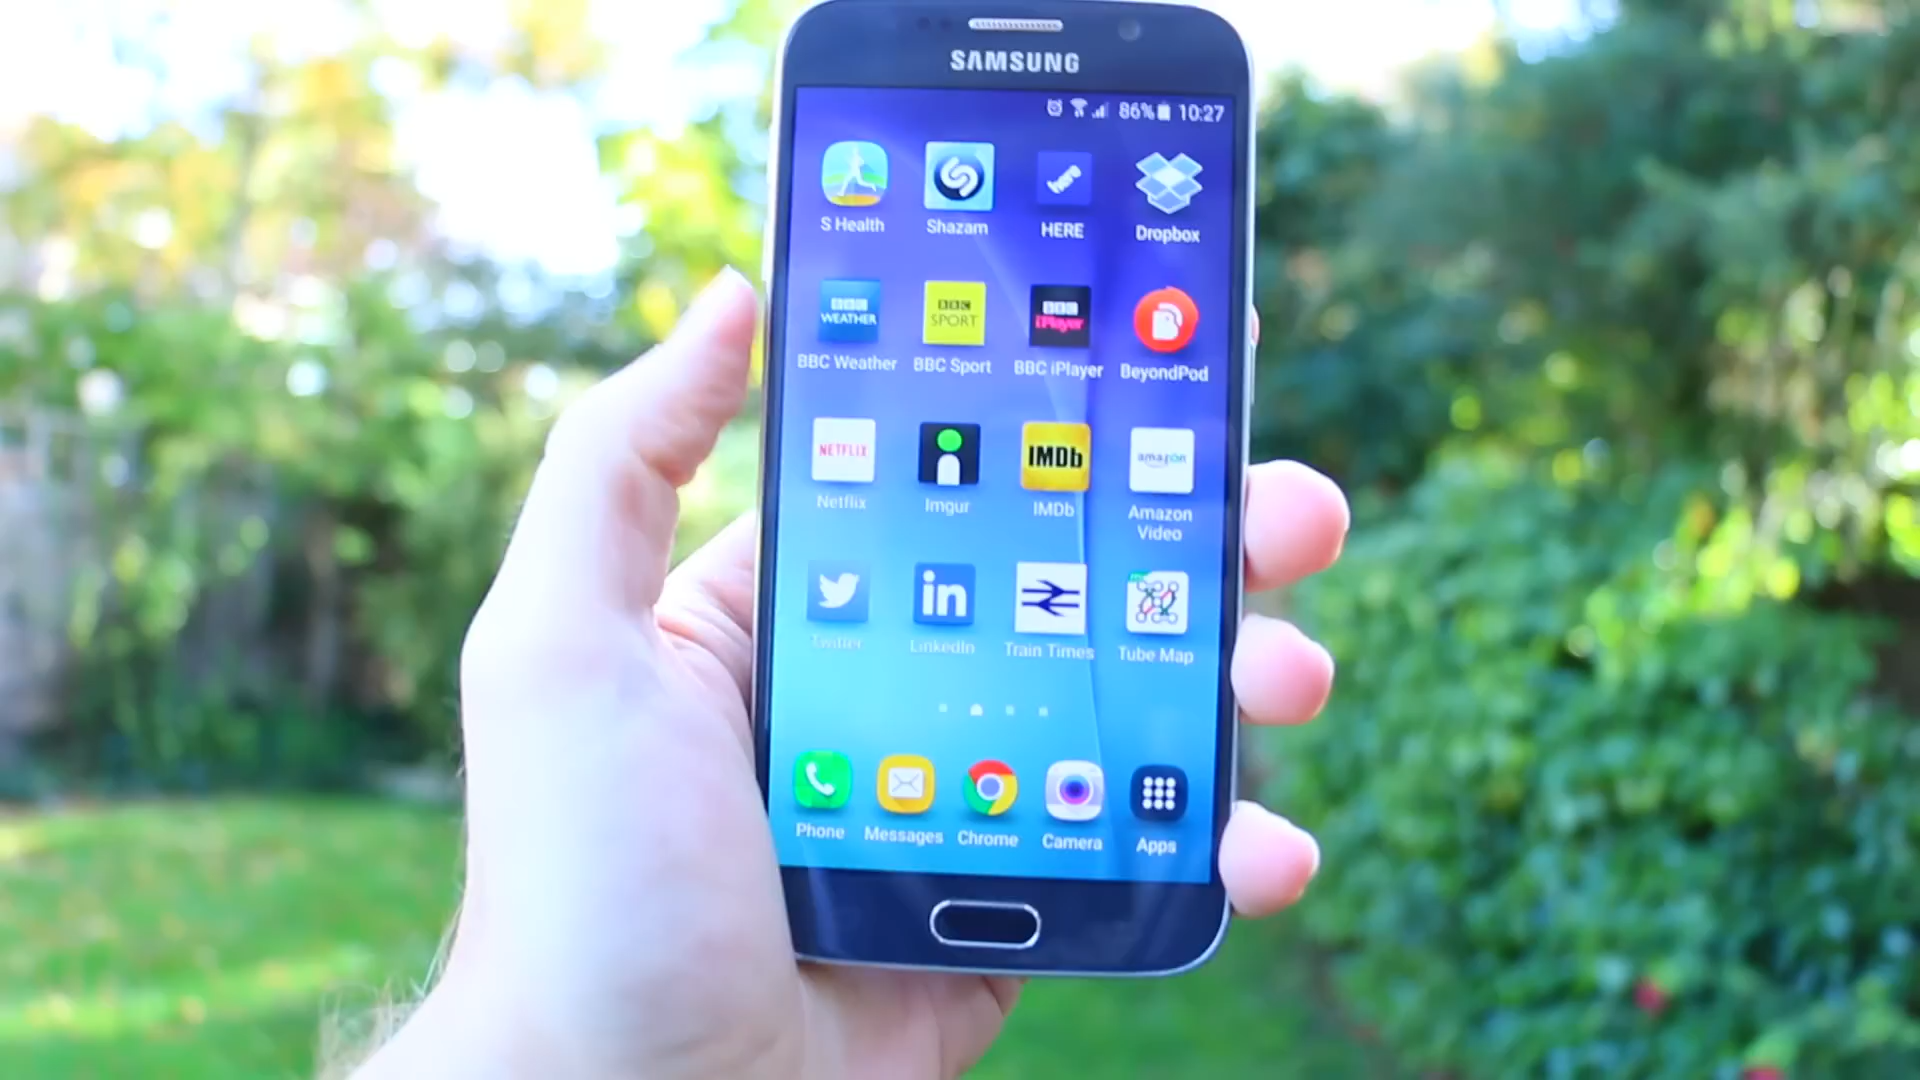 SAMSUNG
86% 10:27
here
S Health Shazam HERE Dropbox
BBC WEATHER BBC SPORT BBC iPlayer
BBC Weather BBC Sport BBC iPlayer BeyondPod
NETFLIX IMDb amazon
Netflix Imgur IMDb Amazon Video
in
Twitter LinkedIn Train Times Tube Map
Phone Messages Chrome Camera Apps